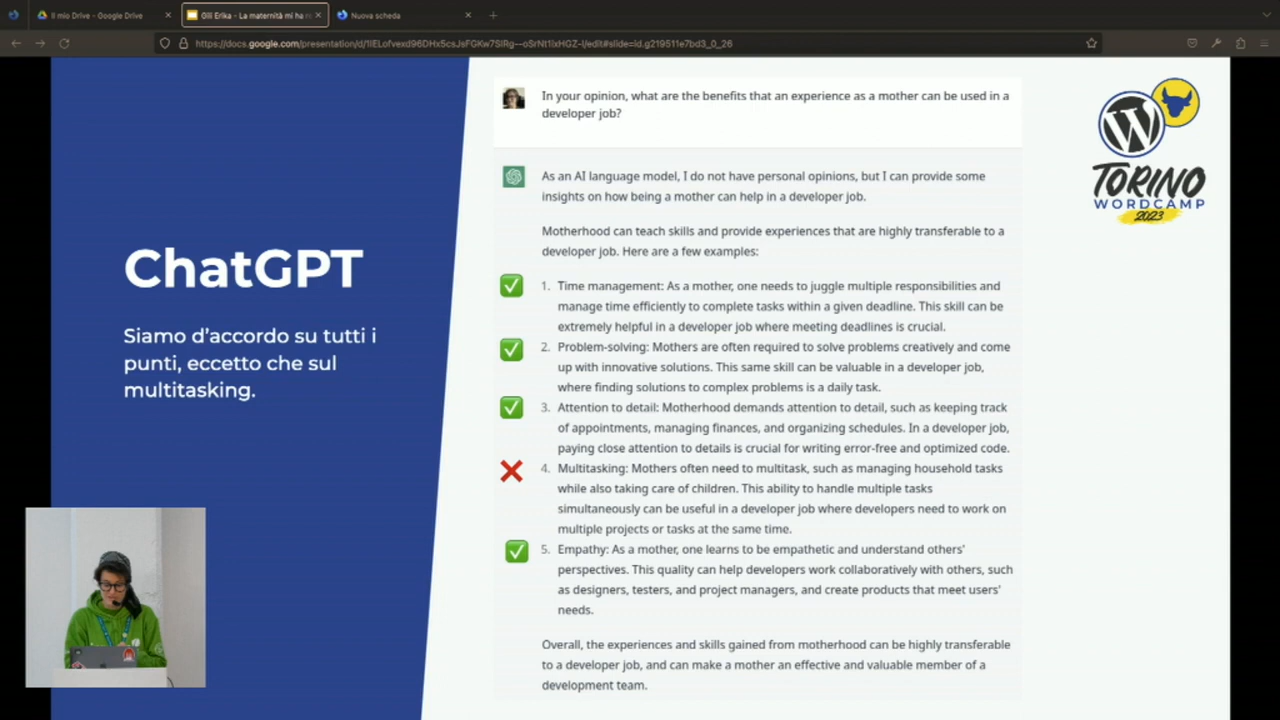 Il mio Drive - Google Drive
Gili Erika - La maternità mi ha
Nuova scheda
https://docs.google.com/presentation/d/
ChatGPT
Siamo d'accordo su tutti i
punti, eccetto che sul
multitasking.
In your opinion, what are the benefits that an experience as a mother can be used in a
developer job?
As an AI language model, I do not have personal opinions, but I can provide some
insights on how being a mother can help in a developer job.
Motherhood can teach skills and provide experiences that are highly transferable to a
developer job. Here are a few examples:
1. Time management: As a mother, one needs to juggle multiple responsibilities and
manage time efficiently to complete tasks within a given deadline. This skill can be
extremely helpful in a developer job where meeting deadlines is crucial.
2. Problem-solving: Mothers are often required to solve problems creatively and come
up with innovative solutions. This same skill can be valuable in a developer job,
where finding solutions to complex problems is a daily task.
3. Attention to detail: Motherhood demands attention to detail, such as keeping track
of appointments, managing finances, and organizing schedules. In a developer job,
paying close attention to details is crucial for writing error-free and optimized code.
4. Multitasking: Mothers often need to multitask, such as managing household tasks
while also taking care of children. This ability to handle multiple tasks
simultaneously can be useful in a developer job where developers need to work on
multiple projects or tasks at the same time.
5. Empathy: As a mother, one learns to be empathetic and understand others'
perspectives. This quality can help developers work collaboratively with others, such
as designers, testers, and project managers, and create products that meet users'
needs.
Overall, the experiences and skills gained from motherhood can be highly transferable
to a developer job, and can make a mother an effective and valuable member of a
development team.
TORINO
WORDCAMP
2023